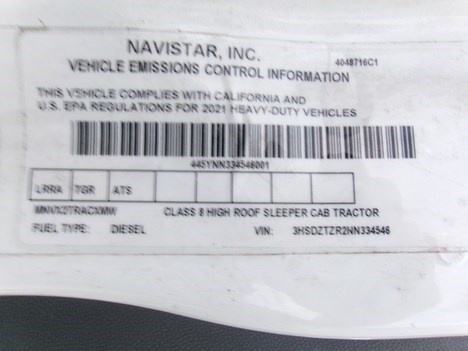 NAVISTAR, INC.
4048716C1
VEHICLE EMISSIONS CONTROL INFORMATION
THIS VEHICLE COMPLIES WITH CALIFORNIA AND
U.S. EPA REGULATIONS FOR 2021 HEAVY-DUTY VEHICLES
445YNN334546001
LRRA TGR ATS
CLASS 8 HIGH ROOF SLEEPER CAB TRACTOR
FUEL TYPE: DIESEL VIN: 3HSDZTZR2NN334546